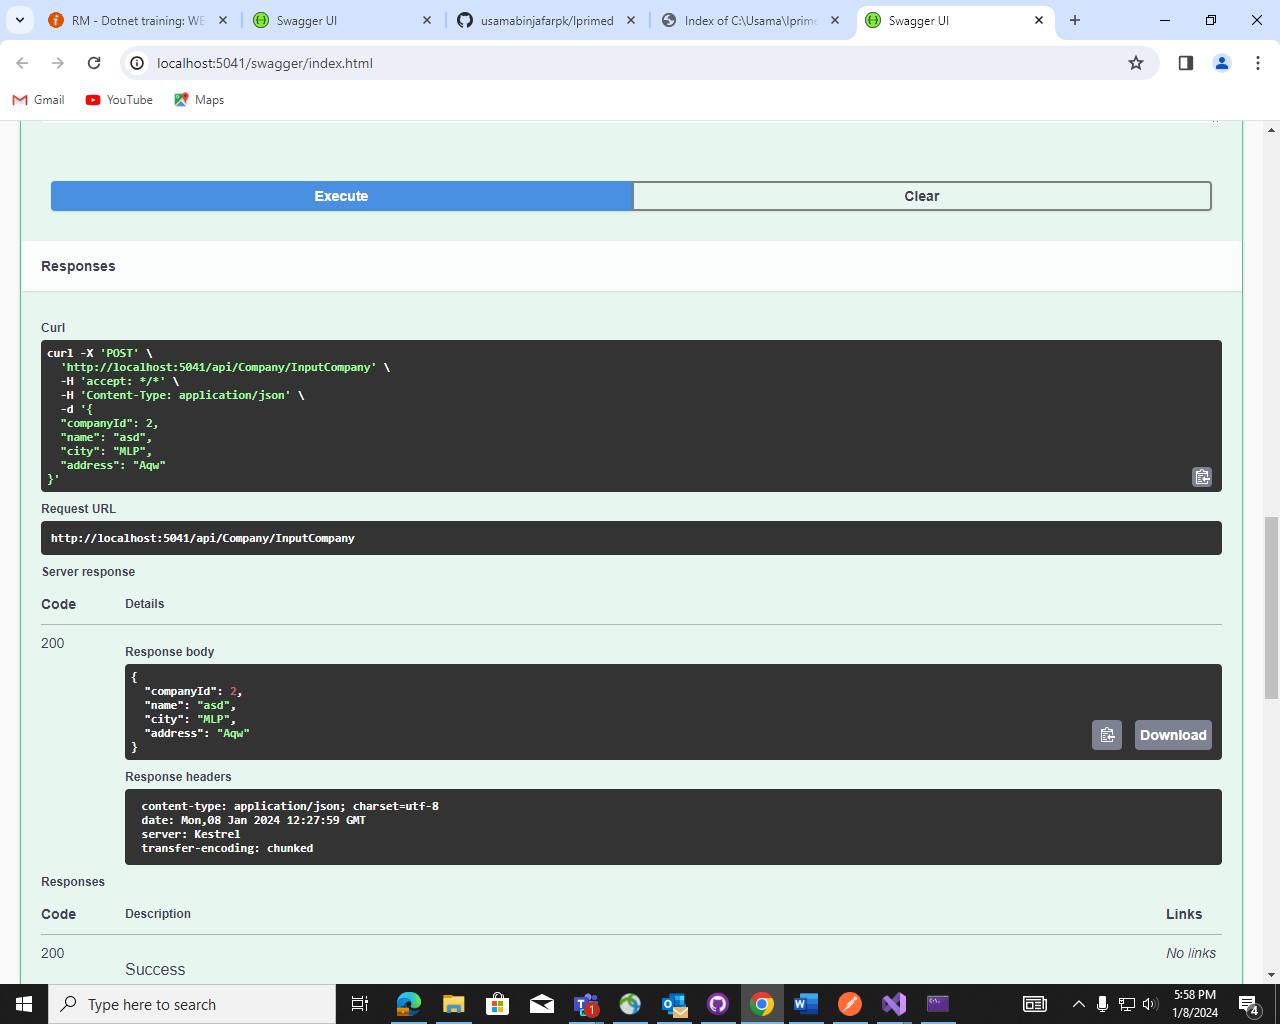 RM - Dotnet training: WE
Swagger UI
usamabinjafarpk/Iprimed
Index of C:\Usama\Iprime
Swagger UI
localhost:5041/swagger/index.html
Gmail
YouTube
Maps
Execute
Clear
Responses
Curl
curl -X 'POST' \
'http://localhost:5041/api/Company/InputCompany' \
-H 'accept: */*' \
-H 'Content-Type: application/json' \
-d '{
"companyId": 2,
"name": "asd",
"city": "MLP",
"address": "Aqw"
}'
Request URL
http://localhost:5041/api/Company/InputCompany
Server response
Code Details
200
Response body
{
"companyId": 2,
"name": "asd",
"city": "MLP",
"address": "Aqw"
}
Download
Response headers
content-type: application/json; charset=utf-8
date: Mon,08 Jan 2024 12:27:59 GMT
server: Kestrel
transfer-encoding: chunked
Responses
Code Description Links
200 No links
Success
Type here to search
1
5:58 PM
1/8/2024
4